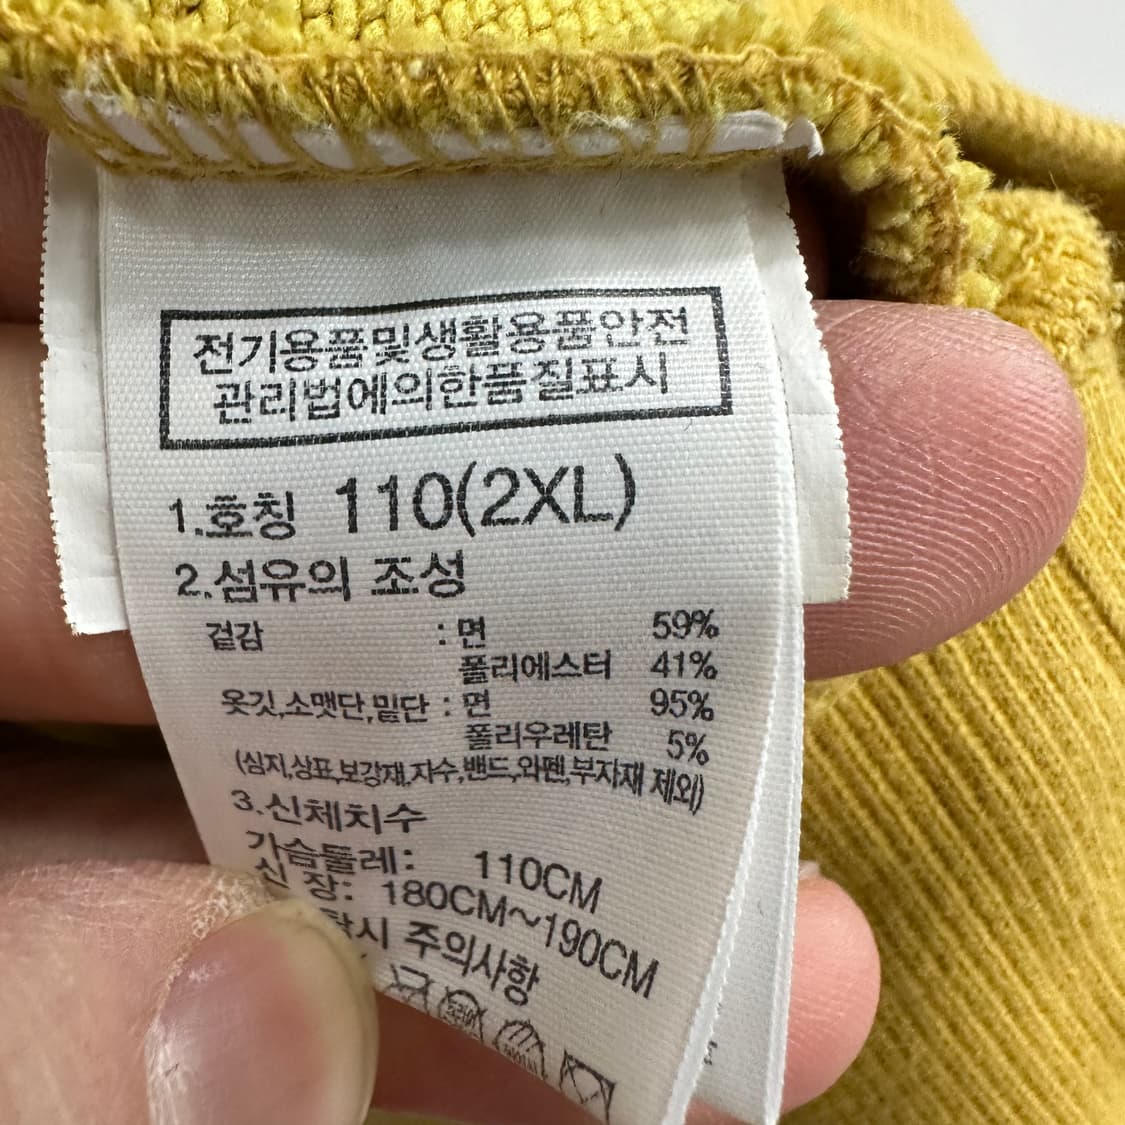 전기용품및생활용품안전
관리법에의한품질표시
1.호칭 110(2XL)
2.섬유의 조성
겉감 : 면 59%
폴리에스터 41%
옷깃,소맷단,밑단 : 면 95%
폴리우레탄 5%
(심지,상표,보강재,자수,밴드,와펜,부자재 제외)
3.신체치수
가슴둘레: 110CM
신 장: 180CM~190CM
주의사항